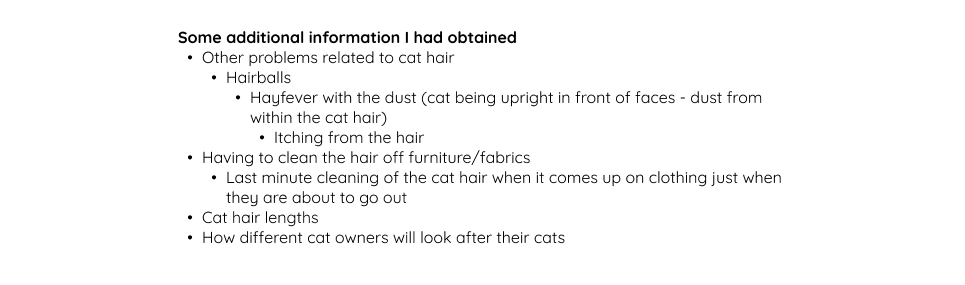 Some additional information I had obtained
• Other problems related to cat hair
• Hairballs
• Hayfever with the dust (cat being upright in front of faces - dust from
within the cat hair)
• Itching from the hair
• Having to clean the hair off furniture/fabrics
• Last minute cleaning of the cat hair when it comes up on clothing just when
they are about to go out
• Cat hair lengths
• How different cat owners will look after their cats